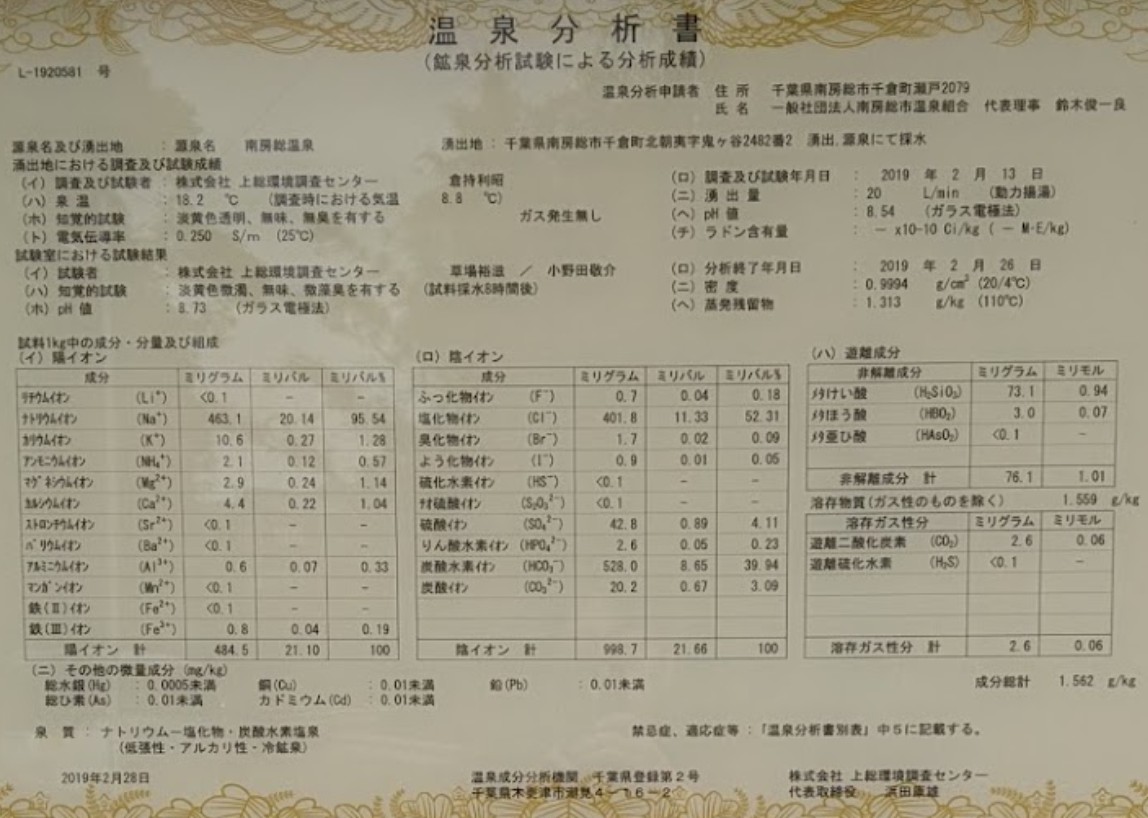 温泉分析書
(鉱泉分析試験による分析成績)
L-1920581 号
温泉分析申請者 住所 千葉県南房総市千倉町瀬戸2079
氏名 一般社団法人南房総市温泉組合 代表理事 鈴木俊一良
源泉名及び湧出地 : 源泉名 南房総温泉 湧出地 : 千葉県南房総市千倉町北朝夷字鬼ヶ谷2482番2 湧出,源泉にて採水
湧出地における調査及び試験成績
(イ) 調査及び試験者 : 株式会社 上総環境調査センター 倉持利昭 (ロ) 調査及び試験年月日 : 2019 年 2 月 13 日
(ハ) 泉温 : 18.2 ℃ (調査時における気温 8.8 ℃) (ニ) 湧出量 : 20 L/min (動力揚湯)
(ホ) 知覚的試験 : 淡黄色透明、無味、無臭を有する ガス発生無し (ヘ) pH値 : 8.54 (ガラス電極法)
(ト) 電気伝導率 : 0.250 S/m (25℃) (チ) ラドン含有量 : - x10-10 Ci/kg ( - M·E/kg)
試験室における試験結果
(イ) 試験者 : 株式会社 上総環境調査センター 草場裕滋 / 小野田敬介 (ロ) 分析終了年月日 : 2019 年 2 月 26 日
(ハ) 知覚的試験 : 淡黄色微濁、無味、微藻臭を有する (試料採水8時間後) (ニ) 密度 : 0.9994 g/cm³ (20/4℃)
(ホ) pH値 : 8.73 (ガラス電極法) (ヘ) 蒸発残留物 : 1.313 g/kg (110℃)
試料1kg中の成分・分量及び組成
(イ) 陽イオン
成分 ミリグラム ミリバル ミリバル%
リチウムイオン (Li⁺) <0.1 - -
ナトリウムイオン (Na⁺) 463.1 20.14 95.54
カリウムイオン (K⁺) 10.6 0.27 1.28
アンモニウムイオン (NH₄⁺) 2.1 0.12 0.57
マグネシウムイオン (Mg²⁺) 2.9 0.24 1.14
カルシウムイオン (Ca²⁺) 4.4 0.22 1.04
ストロンチウムイオン (Sr²⁺) <0.1 - -
バリウムイオン (Ba²⁺) <0.1 - -
アルミニウムイオン (Al³⁺) 0.6 0.07 0.33
マンガンイオン (Mn²⁺) <0.1 - -
鉄(Ⅱ)イオン (Fe²⁺) <0.1 - -
鉄(Ⅲ)イオン (Fe³⁺) 0.8 0.04 0.19
陽イオン 計 484.5 21.10 100
(ロ) 陰イオン
成分 ミリグラム ミリバル ミリバル%
ふっ化物イオン (F⁻) 0.7 0.04 0.18
塩化物イオン (Cl⁻) 401.8 11.33 52.31
臭化物イオン (Br⁻) 1.7 0.02 0.09
よう化物イオン (I⁻) 0.9 0.01 0.05
硫化水素イオン (HS⁻) <0.1 - -
チオ硫酸イオン (S₂O₃²⁻) <0.1 - -
硫酸イオン (SO₄²⁻) 42.8 0.89 4.11
りん酸水素イオン (HPO₄²⁻) 2.6 0.05 0.23
炭酸水素イオン (HCO₃⁻) 528.0 8.65 39.94
炭酸イオン (CO₃²⁻) 20.2 0.67 3.09
陰イオン 計 998.7 21.66 100
(ハ) 遊離成分
非解離成分 ミリグラム ミリモル
メタけい酸 (H₂SiO₃) 73.1 0.94
メタほう酸 (HBO₂) 3.0 0.07
メタ亜ひ酸 (HAsO₂) <0.1 -
非解離成分 計 76.1 1.01
溶存物質(ガス性のものを除く) 1.559 g/kg
溶存ガス性分 ミリグラム ミリモル
遊離二酸化炭素 (CO₂) 2.6 0.06
遊離硫化水素 (H₂S) <0.1 -
溶存ガス性分 計 2.6 0.06
成分総計 1.562 g/kg
(ニ) その他の微量成分 (mg/kg)
総水銀(Hg) : 0.0005未満 銅(Cu) : 0.01未満 鉛(Pb) : 0.01未満
総ひ素(As) : 0.01未満 カドミウム(Cd) : 0.01未満
泉質 : ナトリウム-塩化物・炭酸水素塩泉
(低張性・アルカリ性・冷鉱泉)
禁忌症、適応症等 : 「温泉分析書別表」中5に記載する。
2019年2月28日
温泉成分分析機関 千葉県登録第2号
千葉県木更津市潮見4-16-2
株式会社 上総環境調査センター
代表取締役 浜田康雄